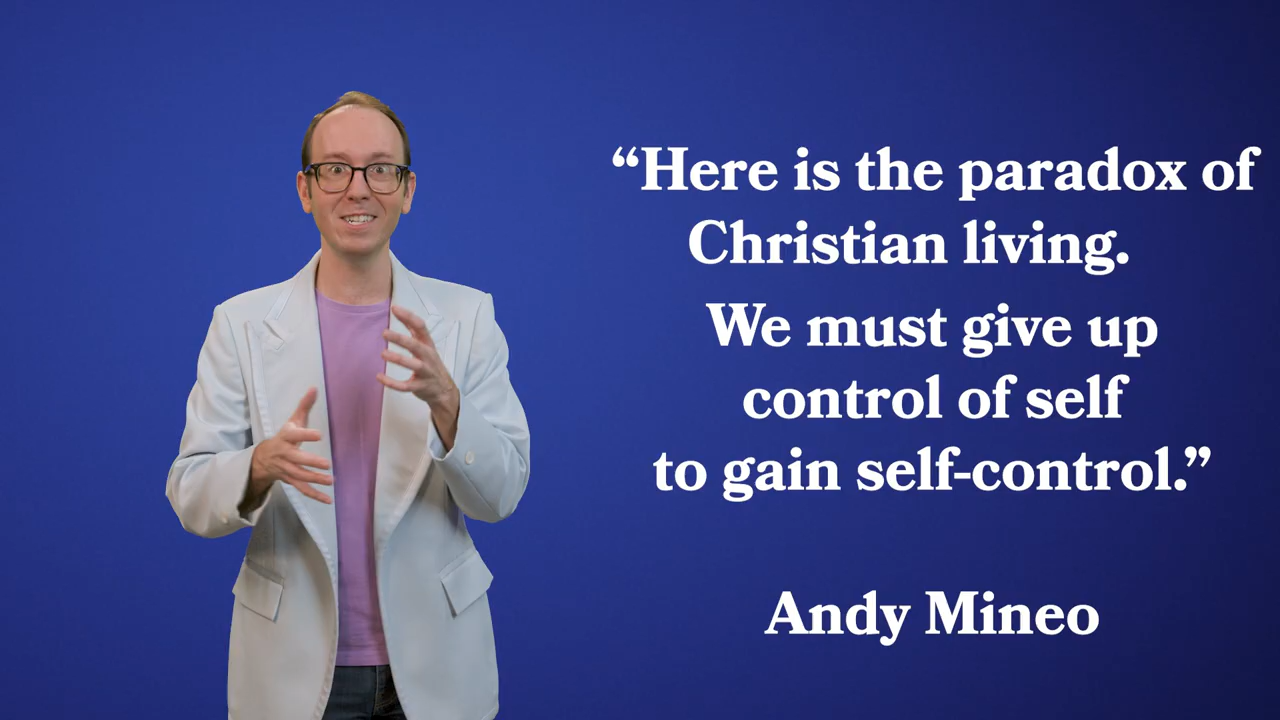 “Here is the paradox of
Christian living.
We must give up
control of self
to gain self-control.”
Andy Mineo